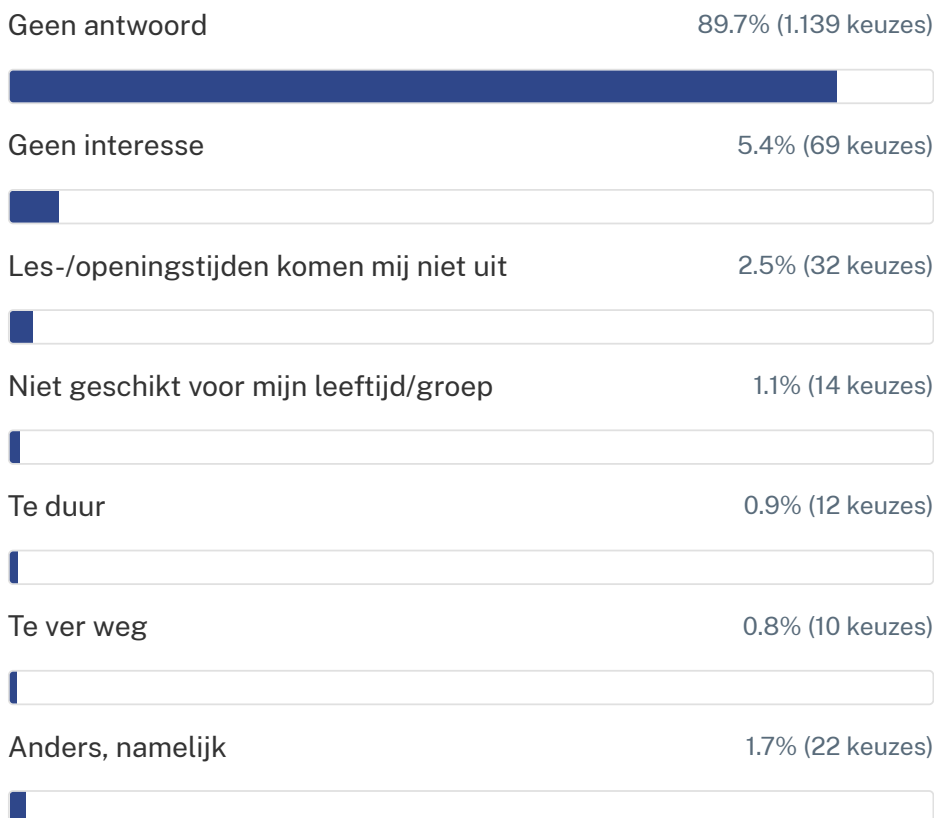 Geen antwoord 89.7% (1.139 keuzes)
Geen interesse 5.4% (69 keuzes)
Les-/openingstijden komen mij niet uit 2.5% (32 keuzes)
Niet geschikt voor mijn leeftijd/groep 1.1% (14 keuzes)
Te duur 0.9% (12 keuzes)
Te ver weg 0.8% (10 keuzes)
Anders, namelijk 1.7% (22 keuzes)